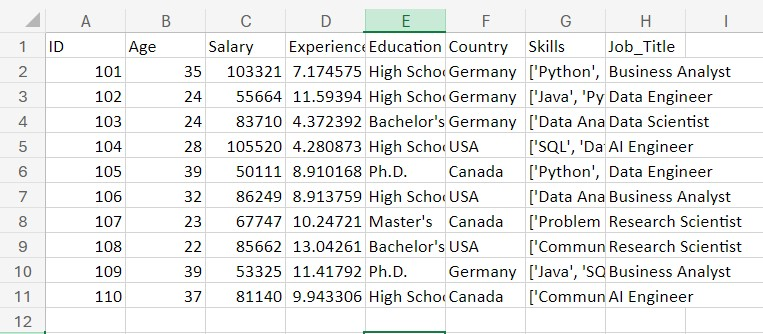 A B C D E F G H I
1 ID Age Salary Experience Education Country Skills Job_Title
2 101 35 103321 7.174575 High Scho Germany ['Python', Business Analyst
3 102 24 55664 11.59394 High Scho Germany ['Java', 'Py Data Engineer
4 103 24 83710 4.372392 Bachelor's Germany ['Data Ana Data Scientist
5 104 28 105520 4.280873 High Scho USA ['SQL', 'Da AI Engineer
6 105 39 50111 8.910168 Ph.D. Canada ['Python', Data Engineer
7 106 32 86249 8.913759 High Scho USA ['Data Ana Business Analyst
8 107 23 67747 10.24721 Master's Canada ['Problem Research Scientist
9 108 22 85662 13.04261 Bachelor's USA ['Commun Research Scientist
10 109 39 53325 11.41792 Ph.D. Germany ['Java', 'SQ Business Analyst
11 110 37 81140 9.943306 High Scho Canada ['Commun AI Engineer
12